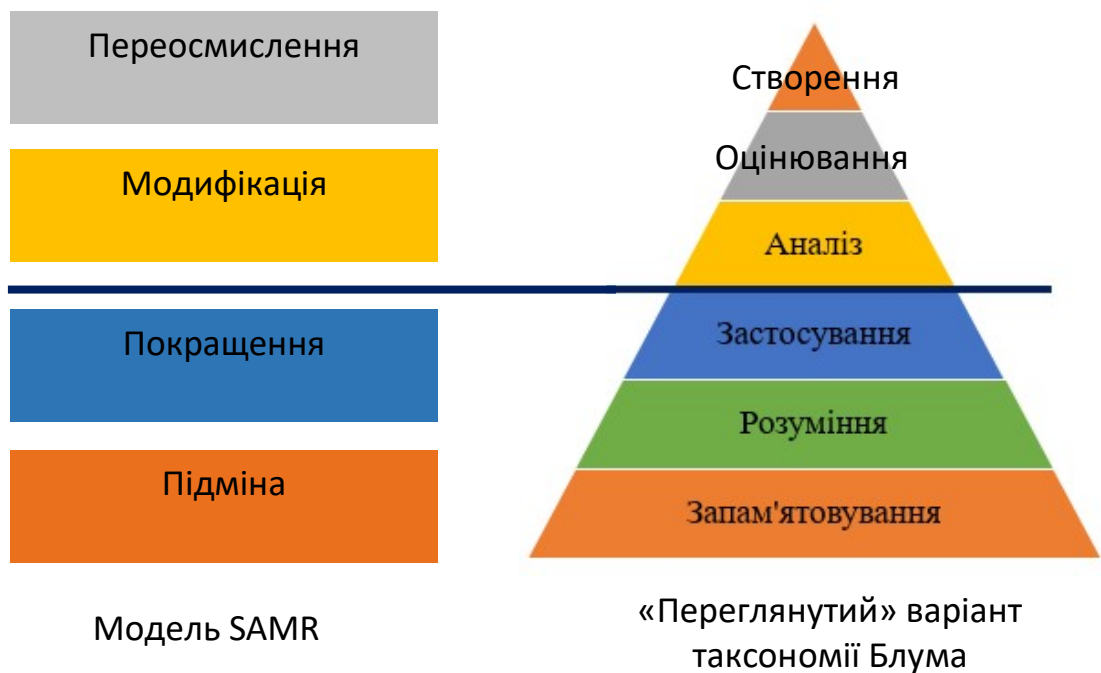 Переосмислення
Модифікація
Покращення
Підміна
Модель SAMR
Створення
Оцінювання
Аналіз
Застосування
Розуміння
Запам'ятовування
«Переглянутий» варіант
таксономії Блума